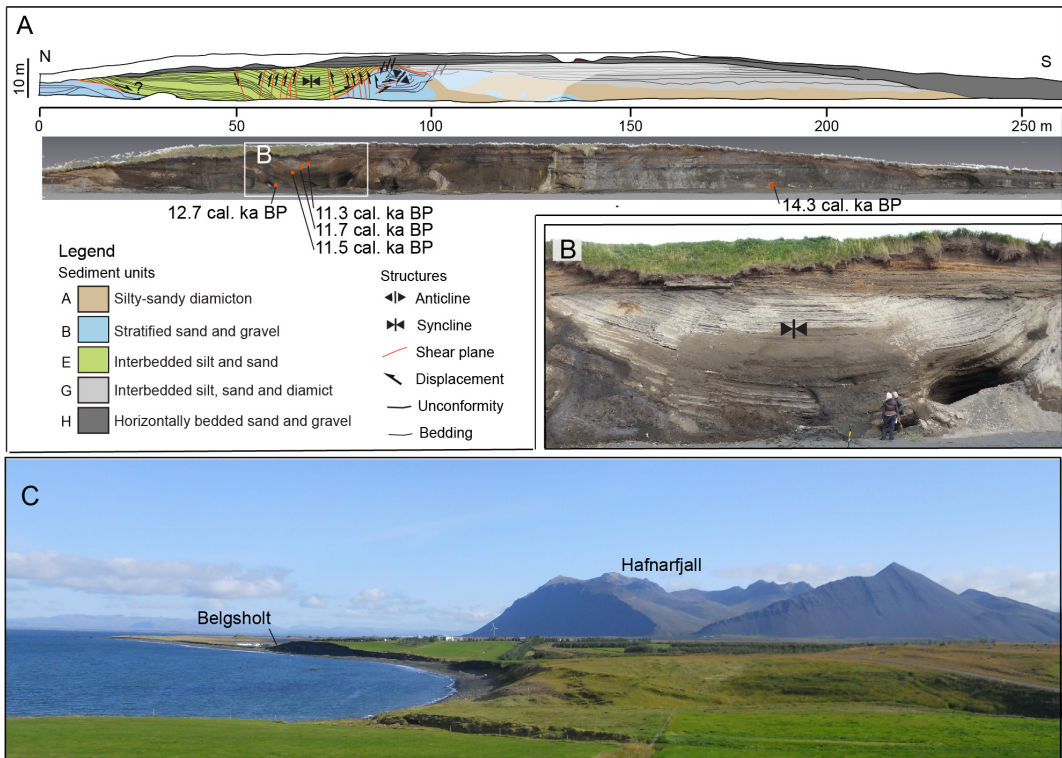 A
N
S
10 m
?
0
50
100
150
200
250 m
B
12.7 cal. ka BP
11.3 cal. ka BP
11.7 cal. ka BP
11.5 cal. ka BP
14.3 cal. ka BP
Legend
Sediment units
A Silty-sandy diamicton
B Stratified sand and gravel
E Interbedded silt and sand
G Interbedded silt, sand and diamict
H Horizontally bedded sand and gravel
Structures
Anticline
Syncline
Shear plane
Displacement
Unconformity
Bedding
B
C
Hafnarfjall
Belgsholt